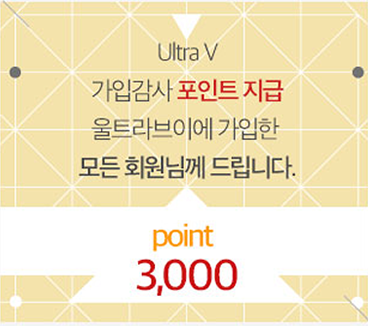 Ultra V
가입감사 포인트 지급
울트라브이에 가입한
모든 회원님께 드립니다.
point
3,000